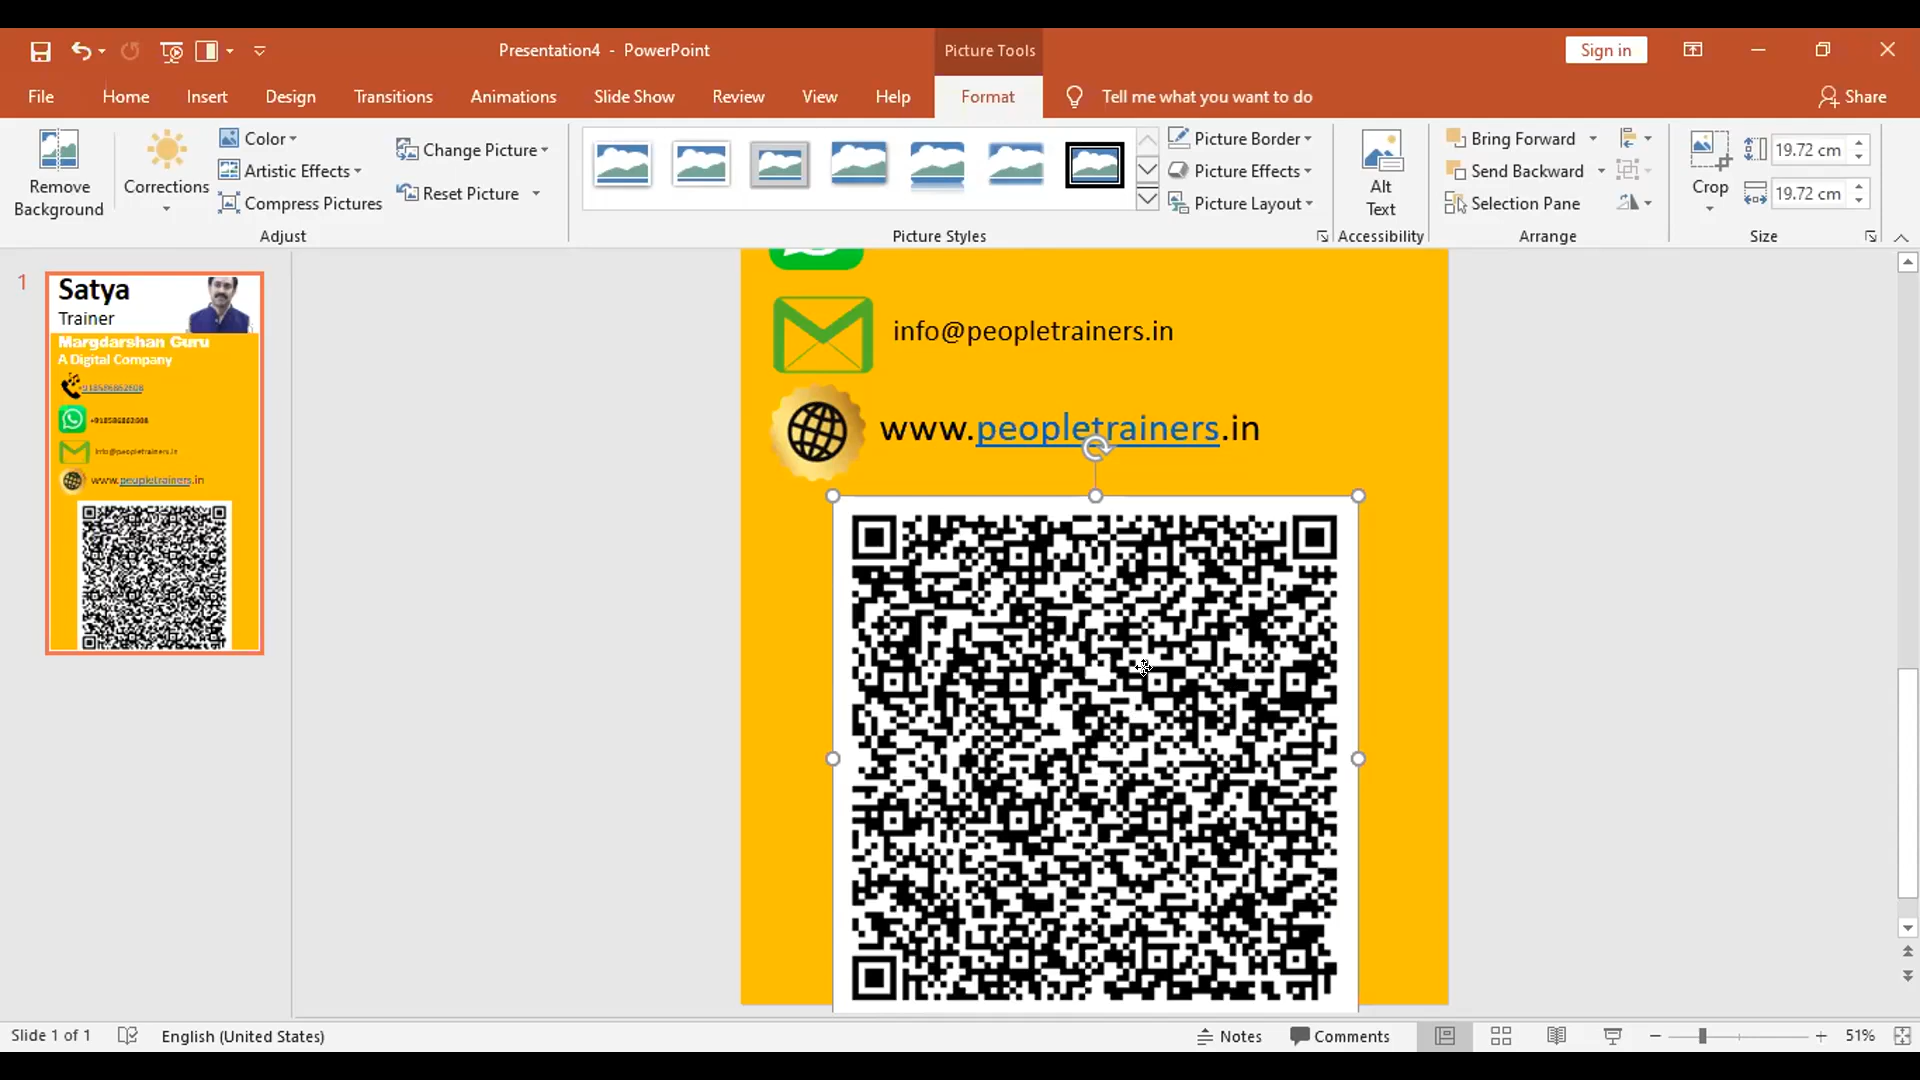 Presentation4 - PowerPoint
Picture Tools
Sign in
File Home Insert Design Transitions Animations Slide Show Review View Help Format Tell me what you want to do Share
Remove Background
Corrections
Color
Artistic Effects
Compress Pictures
Change Picture
Reset Picture
Adjust
Picture Styles
Picture Border
Picture Effects
Picture Layout
Alt Text
Accessibility
Bring Forward
Send Backward
Selection Pane
Arrange
Crop
19.72 cm
19.72 cm
Size
1
Satya
Trainer
Margdarshan Guru
A Digital Company
info@peopletrainers.in
www.peopletrainers.in
info@peopletrainers.in
www.peopletrainers.in
Slide 1 of 1
English (United States)
Notes
Comments
51%